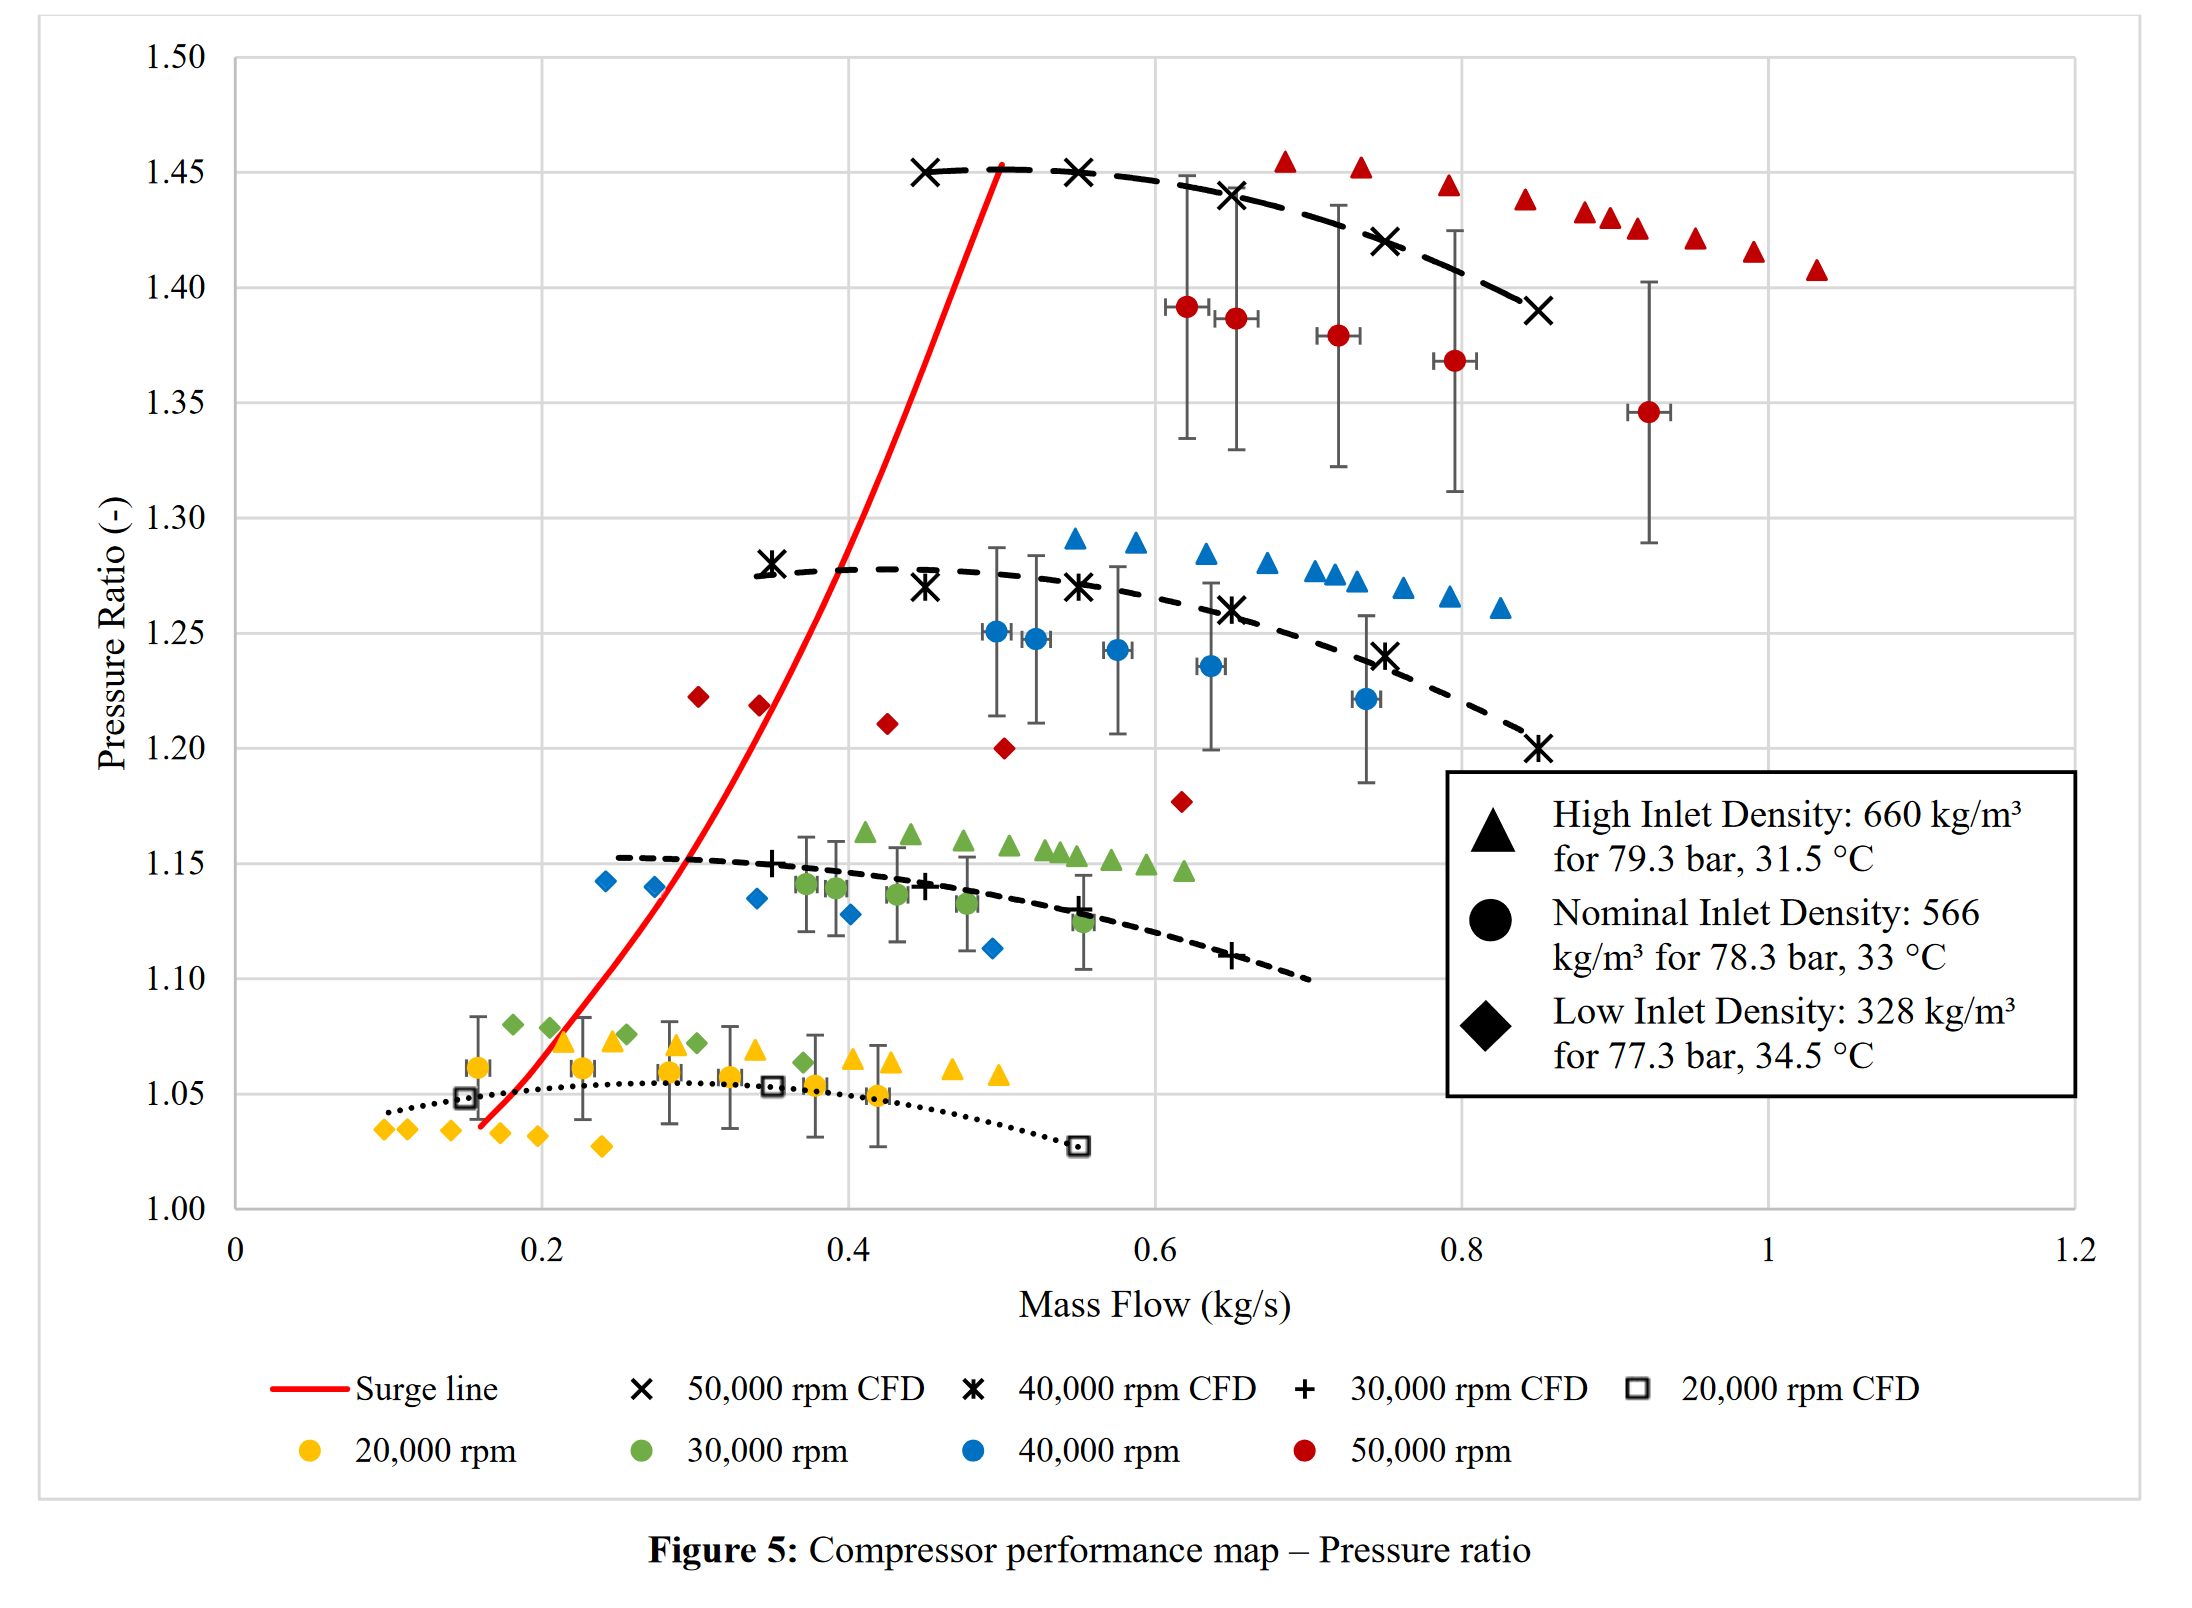 1.50
1.45
1.40
1.35
1.30
1.25
1.20
1.15
1.10
1.05
1.00
Pressure Ratio (-)
0 0.2 0.4 0.6 0.8 1 1.2
Mass Flow (kg/s)
High Inlet Density: 660 kg/m³
for 79.3 bar, 31.5 °C
Nominal Inlet Density: 566
kg/m³ for 78.3 bar, 33 °C
Low Inlet Density: 328 kg/m³
for 77.3 bar, 34.5 °C
Surge line 50,000 rpm CFD 40,000 rpm CFD 30,000 rpm CFD 20,000 rpm CFD
20,000 rpm 30,000 rpm 40,000 rpm 50,000 rpm
Figure 5: Compressor performance map – Pressure ratio